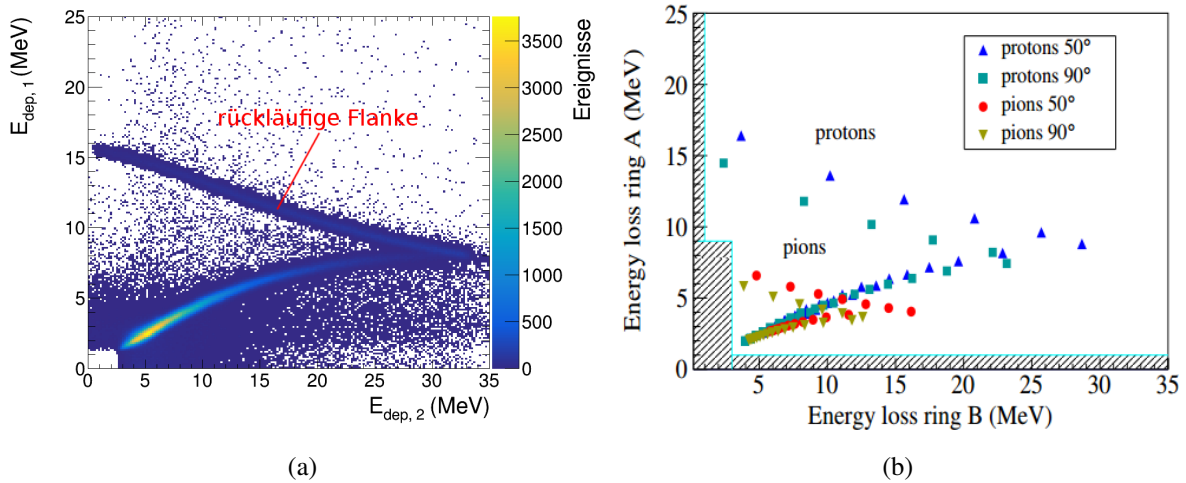 E_dep, 1 (MeV)
25
20
15
10
5
0
0 5 10 15 20 25 30 35
E_dep, 2 (MeV)
rückläufige Flanke
3500
3000
2500
2000
1500
1000
500
0
Ereignisse
(a)
Energy loss ring A (MeV)
25
20
15
10
5
0
5 10 15 20 25 30 35
Energy loss ring B (MeV)
protons 50°
protons 90°
pions 50°
pions 90°
protons
pions
(b)